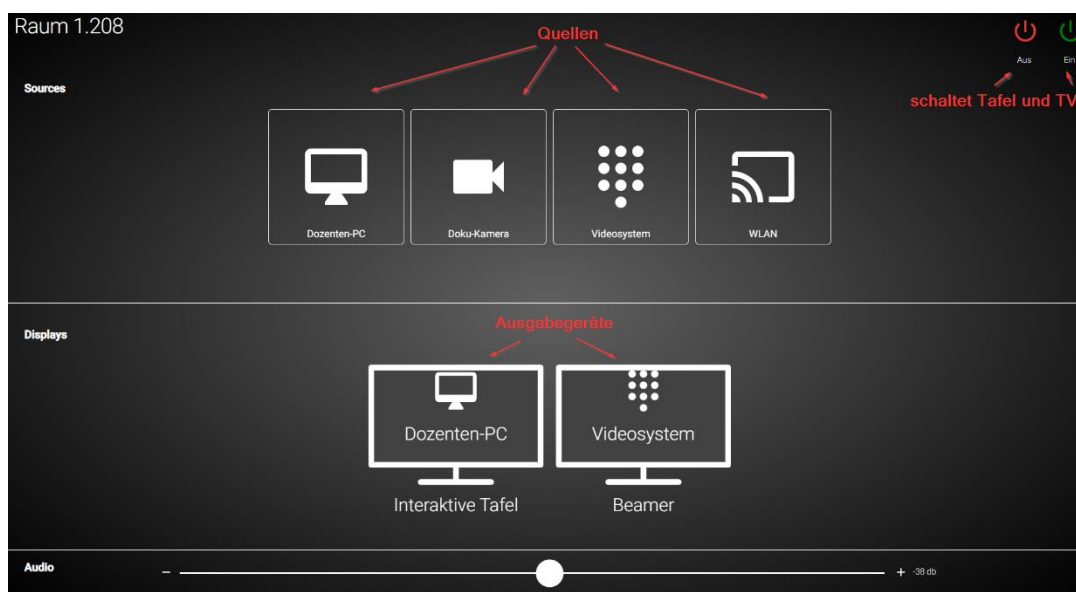 Raum 1.208
Quellen
Aus
Ein
Sources
schaltet Tafel und TV
Dozenten-PC
Doku-Kamera
Videosystem
WLAN
Ausgabegeräte
Displays
Dozenten-PC
Videosystem
Interaktive Tafel
Beamer
Audio
- + -38 db